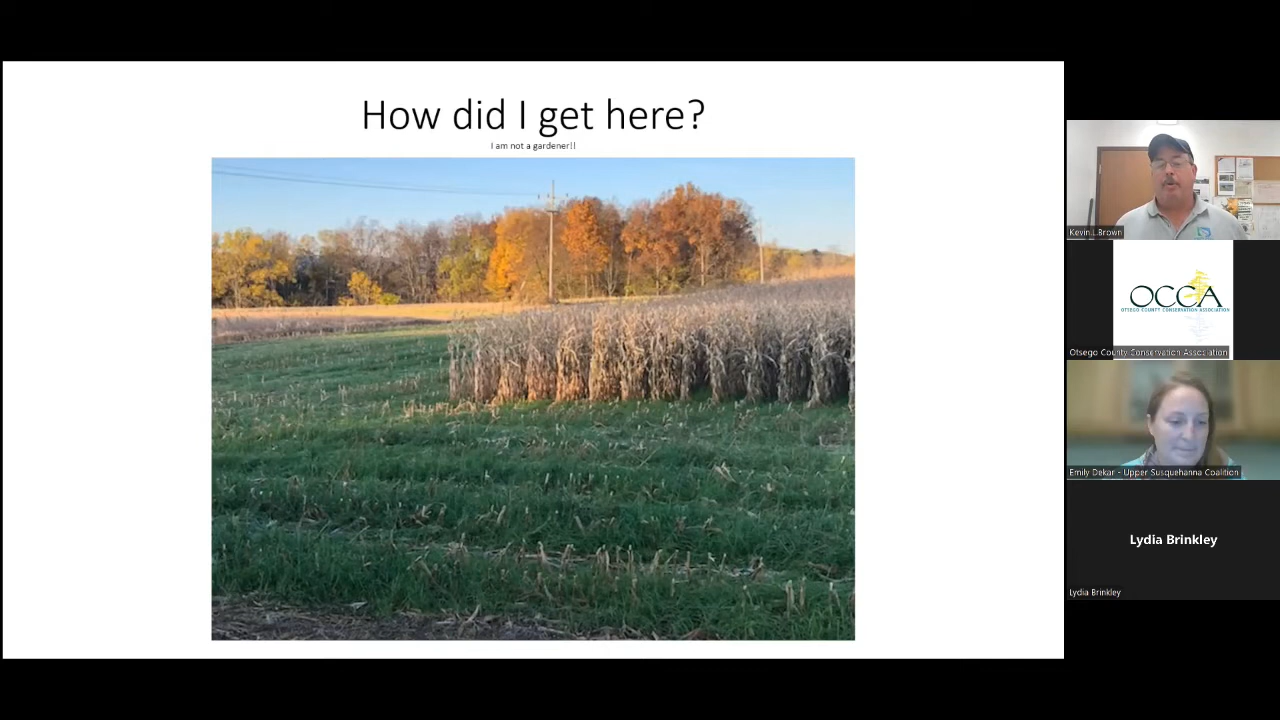 How did I get here?
I am not a gardener!!
Kevin L Brown
OCCA
OTSEGO COUNTY CONSERVATION ASSOCIATION
Otsego County Conservation Association
Emily Dekar - Upper Susquehanna Coalition
Lydia Brinkley
Lydia Brinkley